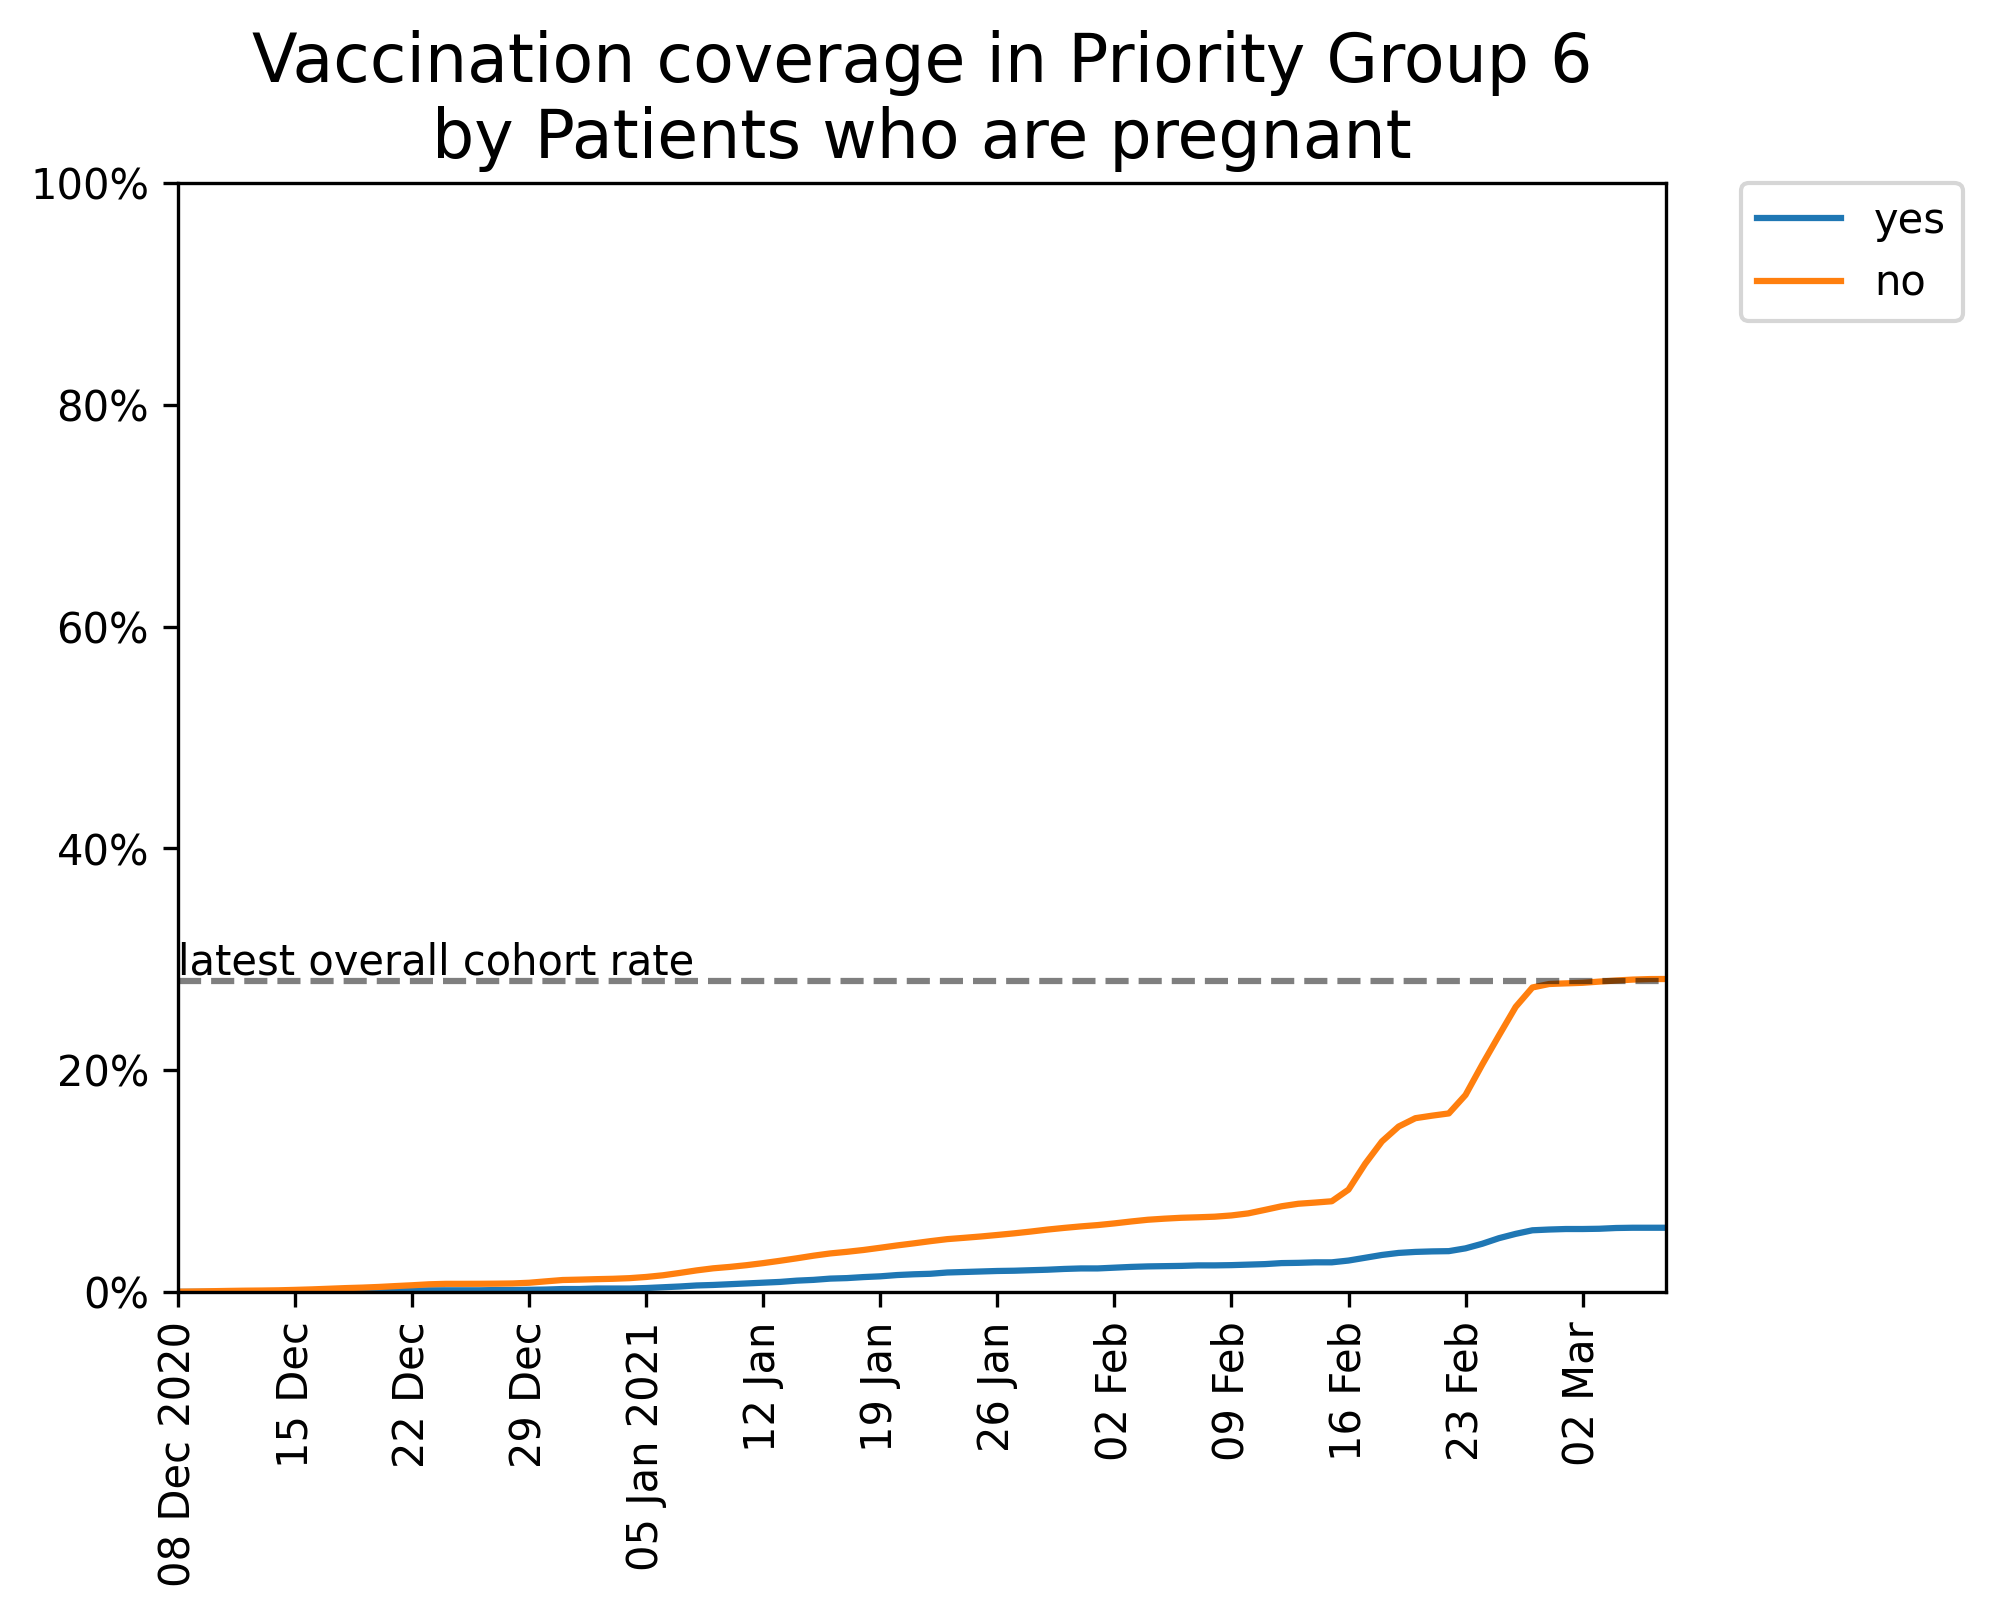 Vaccination coverage in Priority Group 6
by Patients who are pregnant
100%
80%
60%
40%
20%
0%
latest overall cohort rate
yes
no
08 Dec 2020
15 Dec
22 Dec
29 Dec
05 Jan 2021
12 Jan
19 Jan
26 Jan
02 Feb
09 Feb
16 Feb
23 Feb
02 Mar